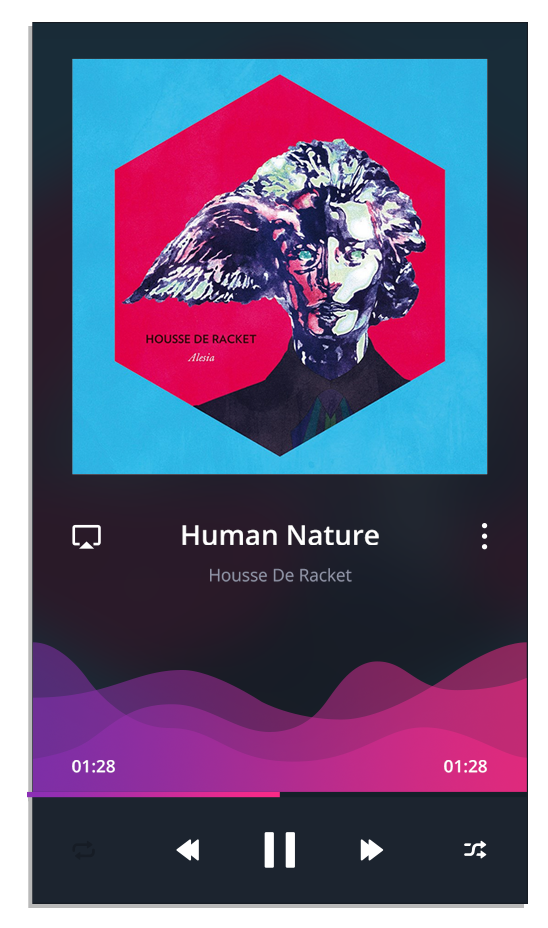 HOUSSE DE RACKET
Alesia
Human Nature
Housse De Racket
01:28
01:28